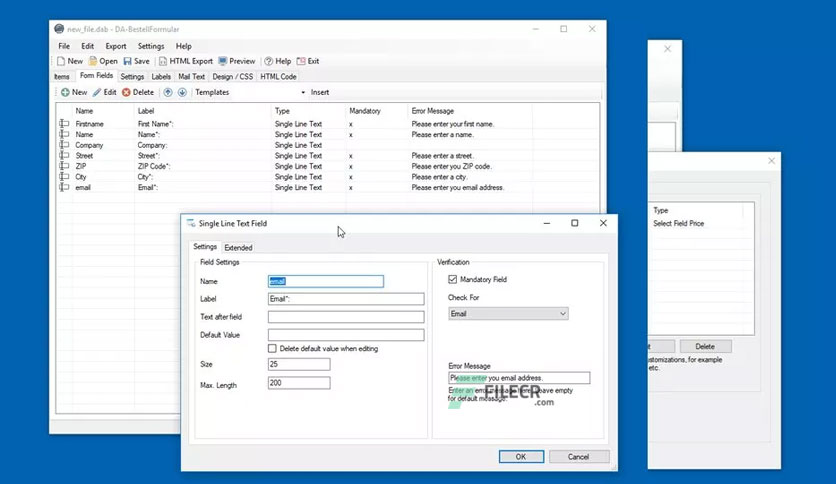 new_file.dab - DA-BestellFormular
File Edit Export Settings Help
New Open Save HTML Export Preview Help Exit
Items Form Fields Settings Labels Mail Text Design / CSS HTML Code
New Edit Delete Templates Insert
Name Label Type Mandatory Error Message
Firstname First Name*: Single Line Text x Please enter your first name.
Name Name*: Single Line Text x Please enter a name.
Company Company: Single Line Text
Street Street*: Single Line Text x Please enter a street.
ZIP ZIP Code*: Single Line Text x Please enter you ZIP code.
City City*: Single Line Text x Please enter a city.
email Email*: Single Line Text x Please enter you email address.
Single Line Text Field
Settings Extended
Field Settings
Name email
Label Email*:
Text after field
Default Value
Delete default value when editing
Size 25
Max. Length 200
Verification
Mandatory Field
Check For
Email
Error Message
Please enter you email address.
Enter an error message here. Leave empty
for default message.
FILECR
.com
OK Cancel
Type
Select Field Price
Delete
customizations, for example
etc.